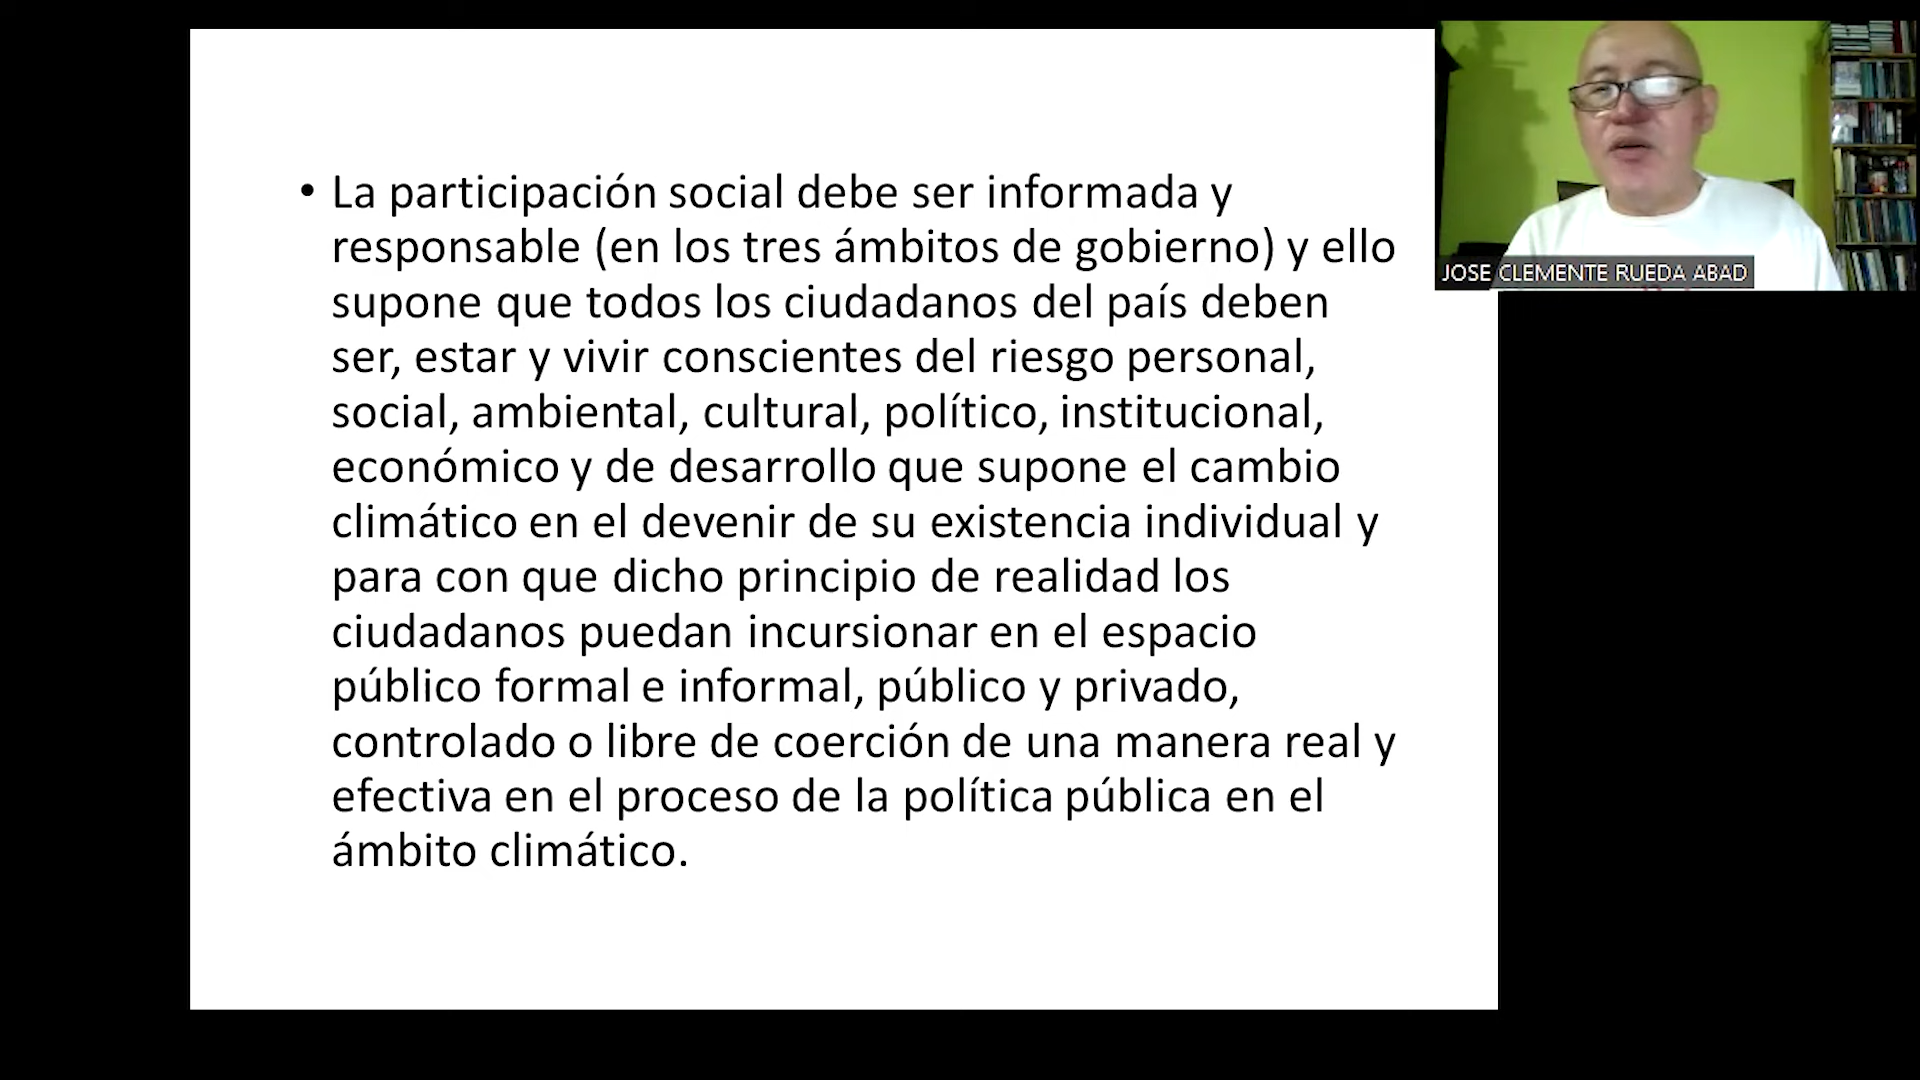 • La participación social debe ser informada y
responsable (en los tres ámbitos de gobierno) y ello
supone que todos los ciudadanos del país deben
ser, estar y vivir conscientes del riesgo personal,
social, ambiental, cultural, político, institucional,
económico y de desarrollo que supone el cambio
climático en el devenir de su existencia individual y
para con que dicho principio de realidad los
ciudadanos puedan incursionar en el espacio
público formal e informal, público y privado,
controlado o libre de coerción de una manera real y
efectiva en el proceso de la política pública en el
ámbito climático.
JOSE CLEMENTE RUEDA ABAD